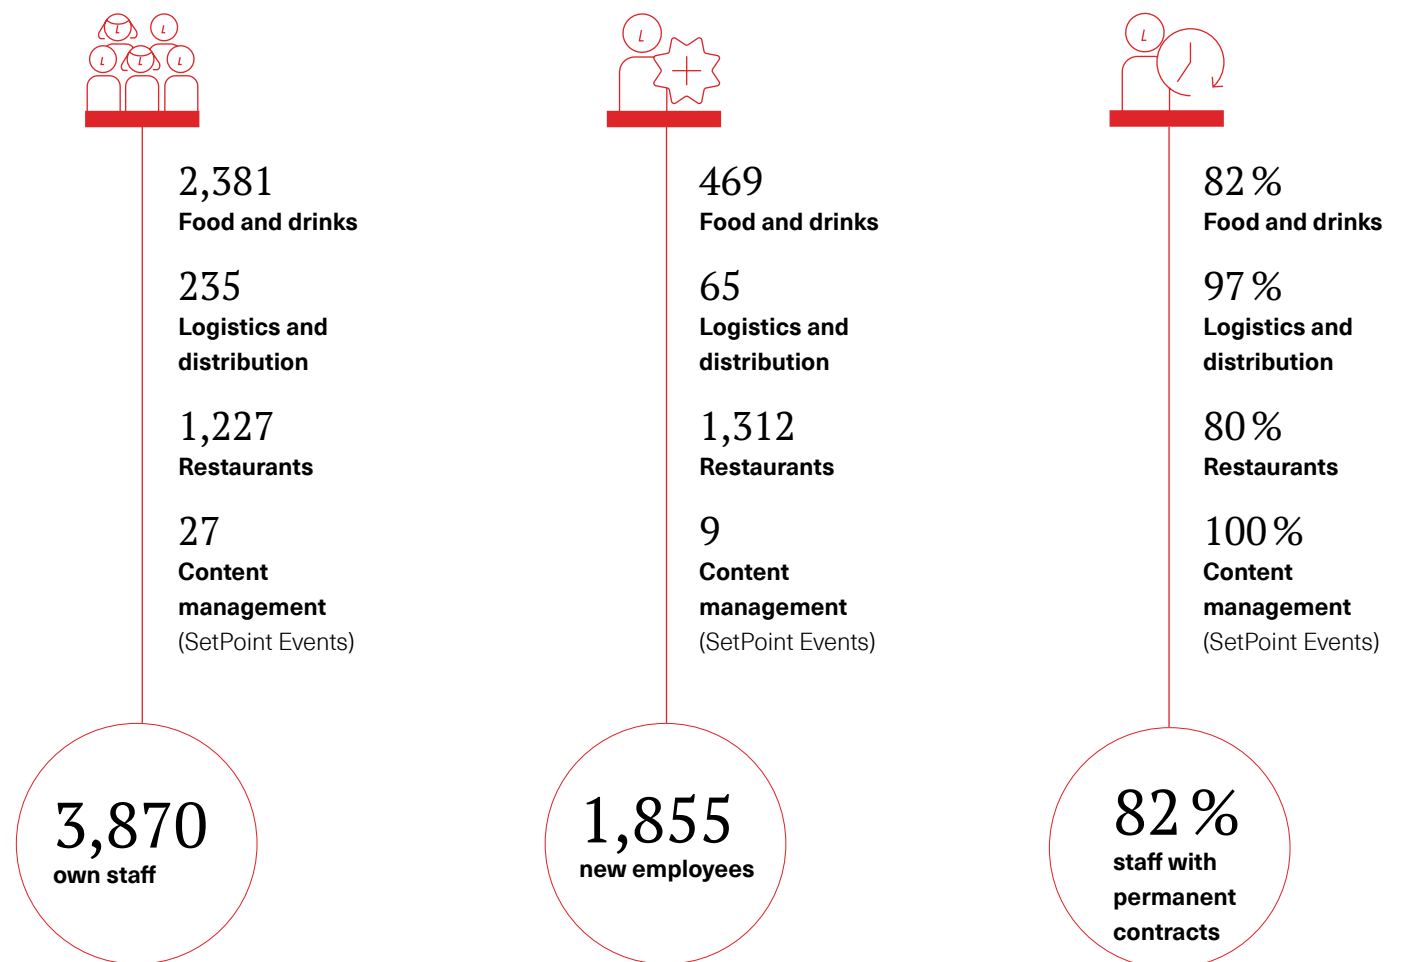 2,381
Food and drinks
235
Logistics and
distribution
1,227
Restaurants
27
Content
management
(SetPoint Events)
3,870
own staff
469
Food and drinks
65
Logistics and
distribution
1,312
Restaurants
9
Content
management
(SetPoint Events)
1,855
new employees
82 %
Food and drinks
97 %
Logistics and
distribution
80 %
Restaurants
100 %
Content
management
(SetPoint Events)
82 %
staff with
permanent
contracts